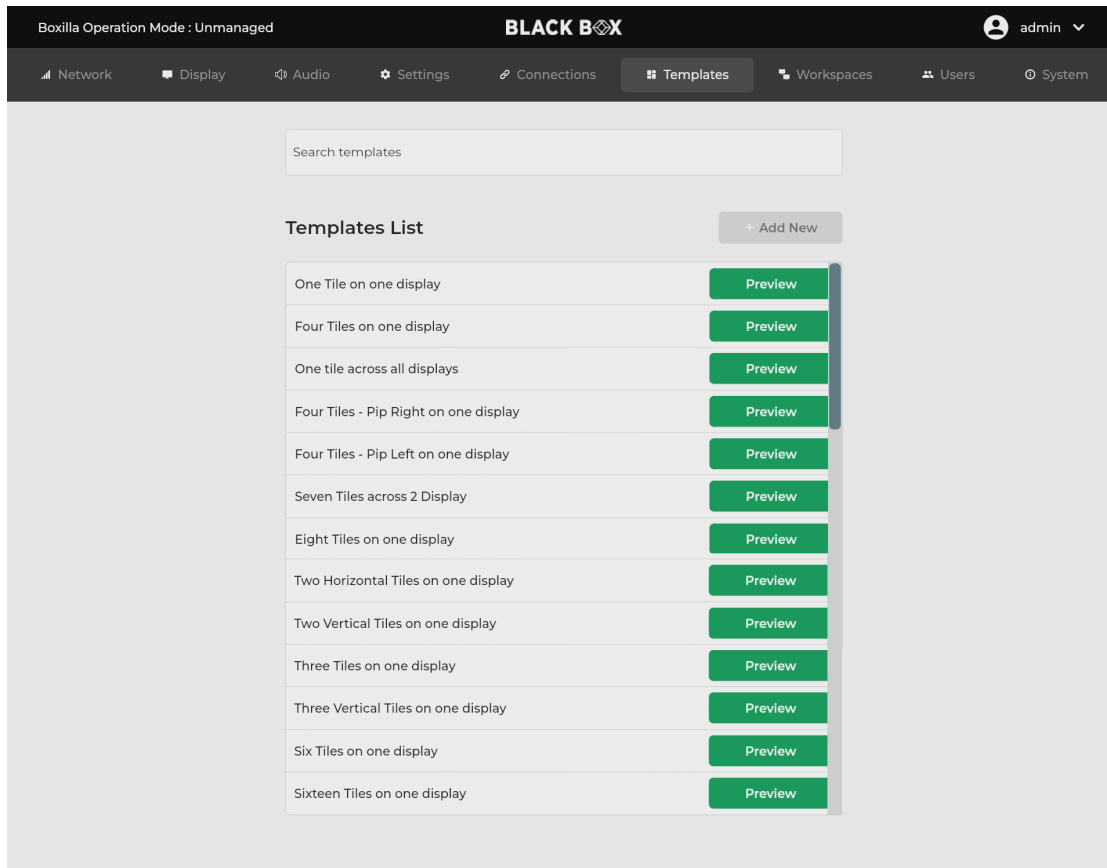 Boxilla Operation Mode : Unmanaged
BLACK BOX
admin
Network
Display
Audio
Settings
Connections
Templates
Workspaces
Users
System
Search templates
Templates List
+ Add New
One Tile on one display
Preview
Four Tiles on one display
Preview
One tile across all displays
Preview
Four Tiles - Pip Right on one display
Preview
Four Tiles - Pip Left on one display
Preview
Seven Tiles across 2 Display
Preview
Eight Tiles on one display
Preview
Two Horizontal Tiles on one display
Preview
Two Vertical Tiles on one display
Preview
Three Tiles on one display
Preview
Three Vertical Tiles on one display
Preview
Six Tiles on one display
Preview
Sixteen Tiles on one display
Preview